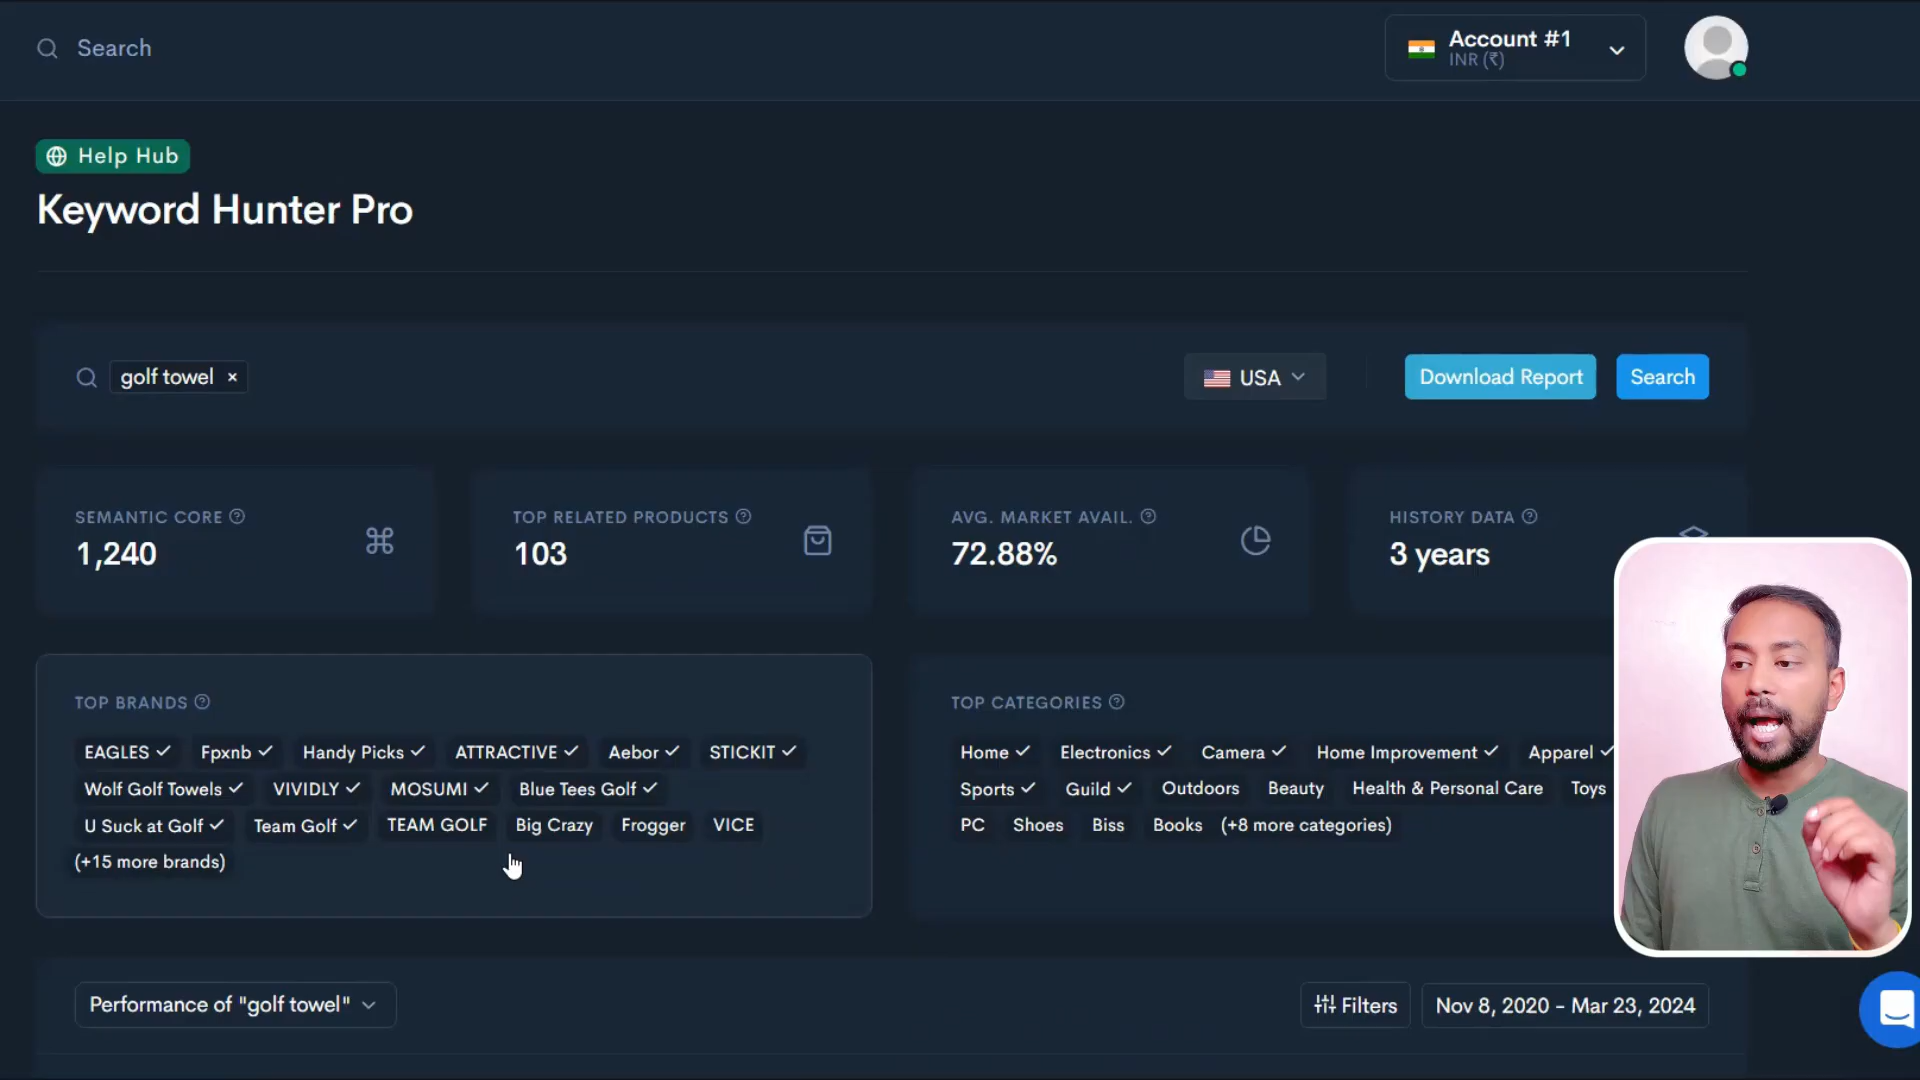 Search
Account #1
INR (₹)
Help Hub
Keyword Hunter Pro
golf towel ×
USA
Download Report
Search
SEMANTIC CORE
1,240
TOP RELATED PRODUCTS
103
AVG. MARKET AVAIL.
72.88%
HISTORY DATA
3 years
TOP BRANDS
EAGLES ✓ Fpxnb ✓ Handy Picks ✓ ATTRACTIVE ✓ Aebor ✓ STICKIT ✓
Wolf Golf Towels ✓ VIVIDLY ✓ MOSUMI ✓ Blue Tees Golf ✓
U Suck at Golf ✓ Team Golf ✓ TEAM GOLF Big Crazy Frogger VICE
(+15 more brands)
TOP CATEGORIES
Home ✓ Electronics ✓ Camera ✓ Home Improvement ✓ Apparel ✓
Sports ✓ Guild ✓ Outdoors Beauty Health & Personal Care Toys
PC Shoes Biss Books (+8 more categories)
Performance of "golf towel"
Filters
Nov 8, 2020 - Mar 23, 2024